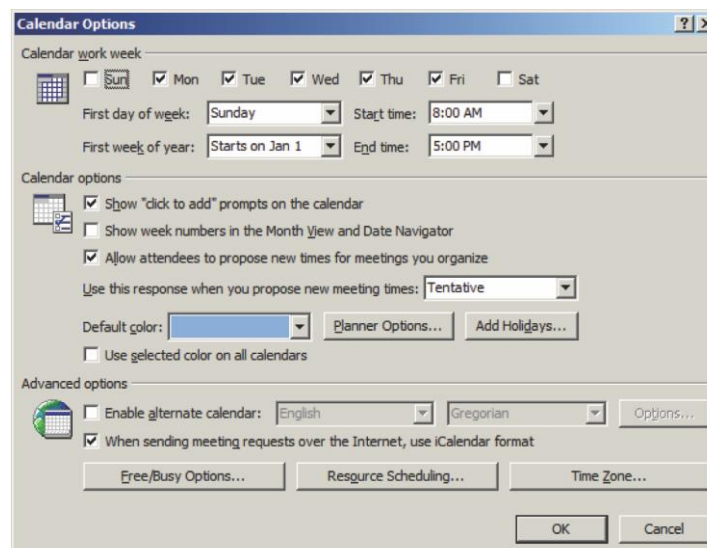 Calendar Options
Calendar work week
Sun Mon Tue Wed Thu Fri Sat
First day of week: Sunday Start time: 8:00 AM
First week of year: Starts on Jan 1 End time: 5:00 PM
Calendar options
Show "click to add" prompts on the calendar
Show week numbers in the Month View and Date Navigator
Allow attendees to propose new times for meetings you organize
Use this response when you propose new meeting times: Tentative
Default color: Planner Options... Add Holidays...
Use selected color on all calendars
Advanced options
Enable alternate calendar: English Gregorian Options...
When sending meeting requests over the Internet, use iCalendar format
Free/Busy Options... Resource Scheduling... Time Zone...
OK Cancel